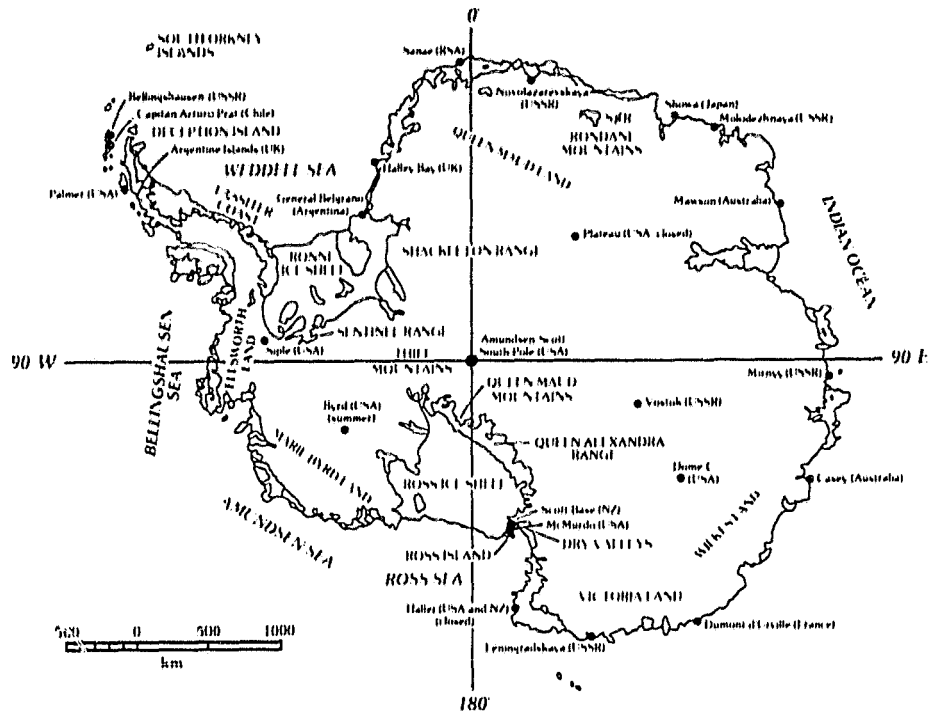 0°
SOUTH ORKNEY
ISLANDS
Sanae (RSA)
Bellingshausen (USSR)
Capitan Arturo Prat (Chile)
DECEPTION ISLAND
Argentine Islands (UK)
Novolazarevskaya
(USSR)
Showa (Japan)
Molodezhnaya (USSR)
SØR
RONDANE
MOUNTAINS
QUEEN MAUD LAND
WEDDELL SEA
Halley Bay (UK)
Palmer (USA)
LASSITER
COAST
General Belgrano
(Argentina)
Mawson (Australia)
INDIAN OCEAN
Plateau (USA closed)
SHACKLETON RANGE
RONNE
ICE SHELF
SENTINEL RANGE
Siple (USA)
ELLSWORTH
LAND
BELLINGSHAUSEN SEA
90 W
THIEL
MOUNTAINS
Amundsen Scott
South Pole (USA)
90 E
Mirnyy (USSR)
QUEEN MAUD
MOUNTAINS
Byrd (USA)
(summer)
Vostok (USSR)
QUEEN ALEXANDRA
RANGE
MARIE BYRD LAND
ROSS ICE SHELF
Dome C
(USA)
Casey (Australia)
WILKES LAND
AMUNDSEN SEA
Scott Base (NZ)
McMurdo (USA)
DRY VALLEYS
ROSS ISLAND
ROSS SEA
Hallett (USA and NZ)
(closed)
VICTORIA LAND
Dumont d'Urville (France)
Leningradskaya (USSR)
500 0 500 1000
km
180°